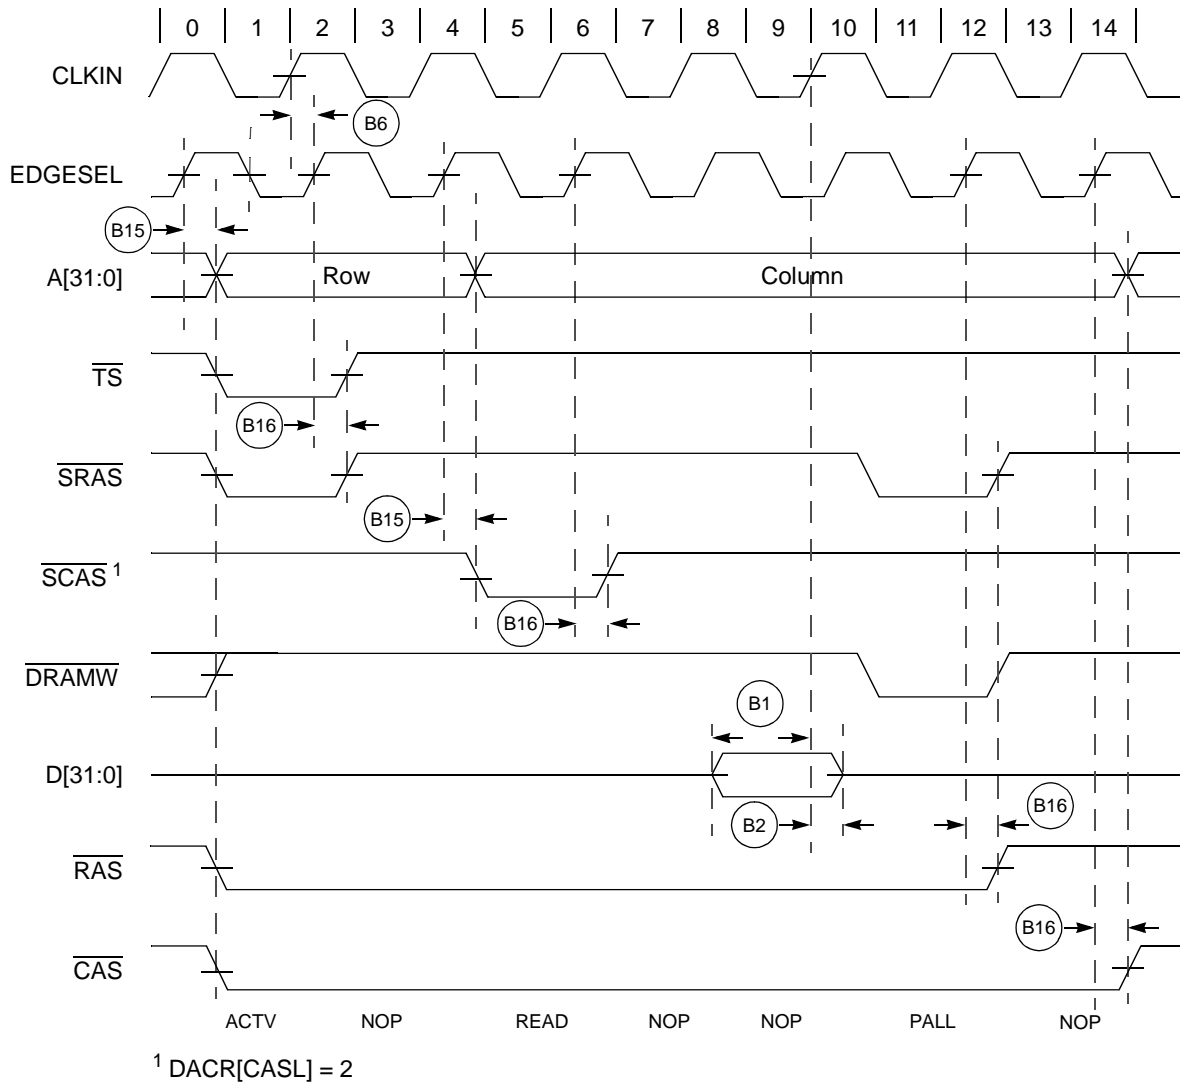 0 1 2 3 4 5 6 7 8 9 10 11 12 13 14
CLKIN
B6
EDGESEL
B15
A[31:0] Row Column
TS
B16
SRAS
B15
SCAS 1
B16
DRAMW
B1
D[31:0]
B2 B16
RAS
B16
CAS
ACTV NOP READ NOP NOP PALL NOP
1 DACR[CASL] = 2